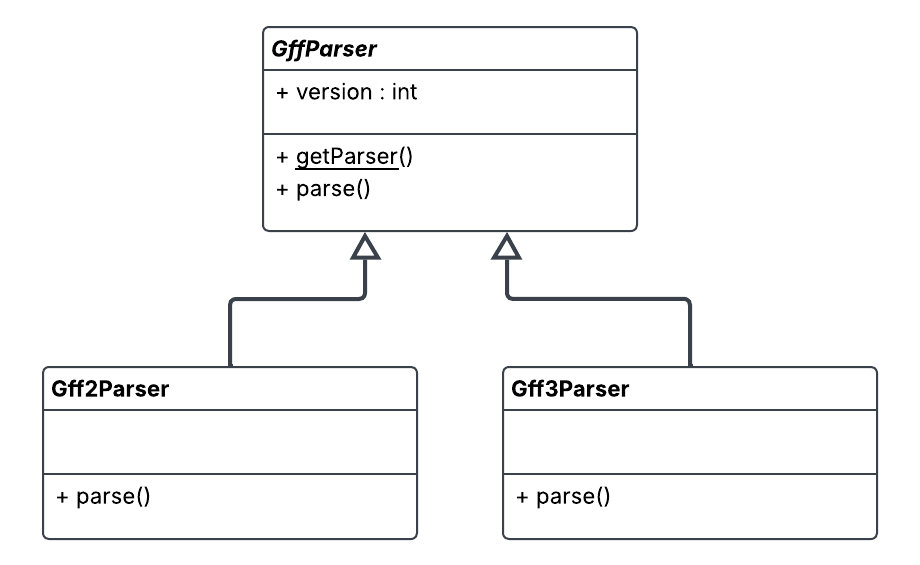 GffParser
+ version : int
+ getParser()
+ parse()
Gff2Parser
+ parse()
Gff3Parser
+ parse()